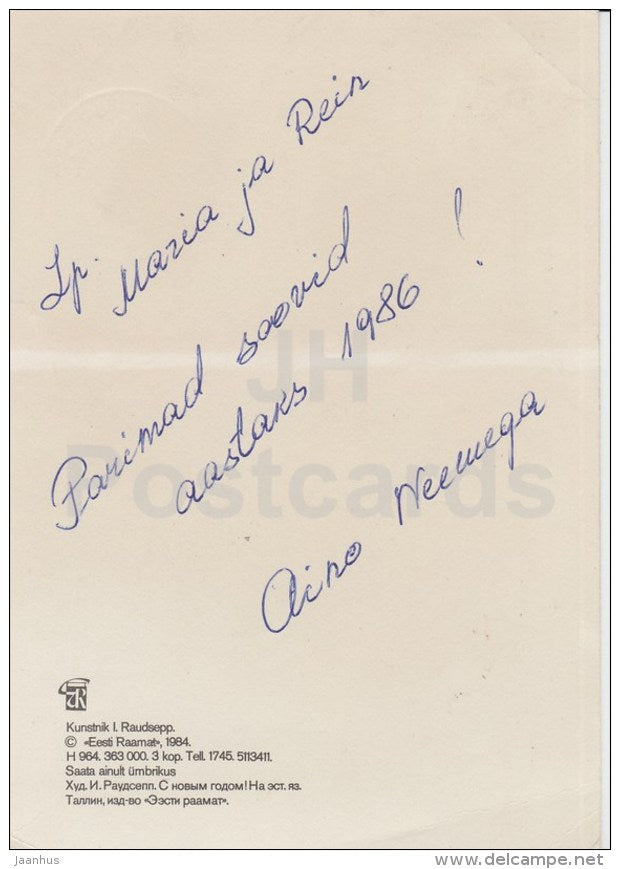 Lp. Maria ja Rein
Parimad soovid
aastaks 1986 !
Aino Neemega
JH
Postcards
ER
Kunstnik I. Raudsepp.
© «Eesti Raamat», 1984.
H 964. 363 000. 3 kop. Tell. 1745. 5113411.
Saata ainult ümbrikus
Худ. И. Раудсепп. С новым годом! На эст. яз.
Таллин, изд-во «Ээсти раамат».
jaanhus
www.delcampe.net